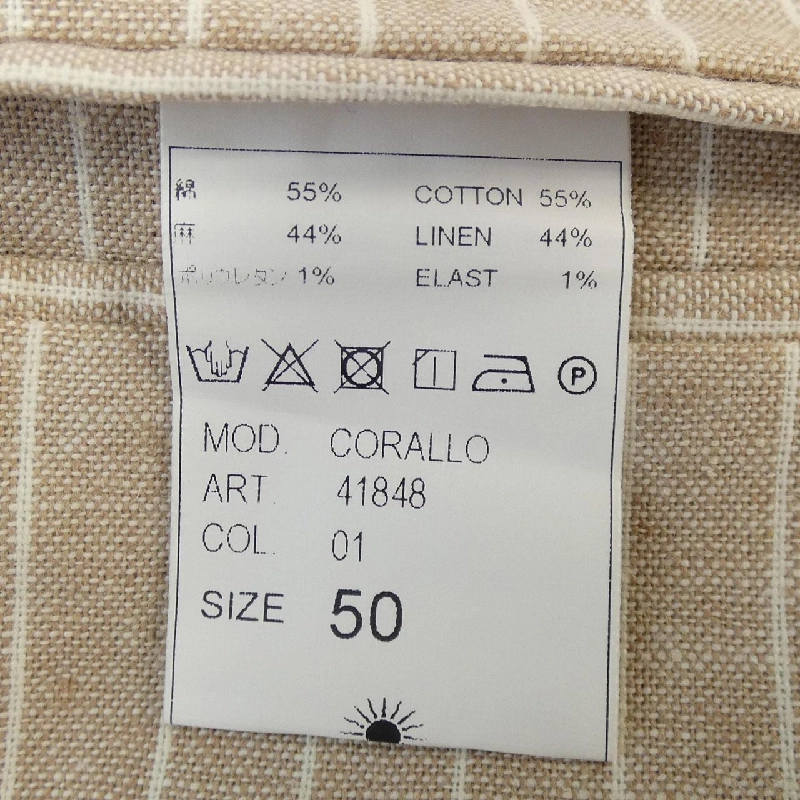 綿 55% COTTON 55%
麻 44% LINEN 44%
ポリウレタン 1% ELAST 1%
P
MOD. CORALLO
ART. 41848
COL. 01
SIZE 50